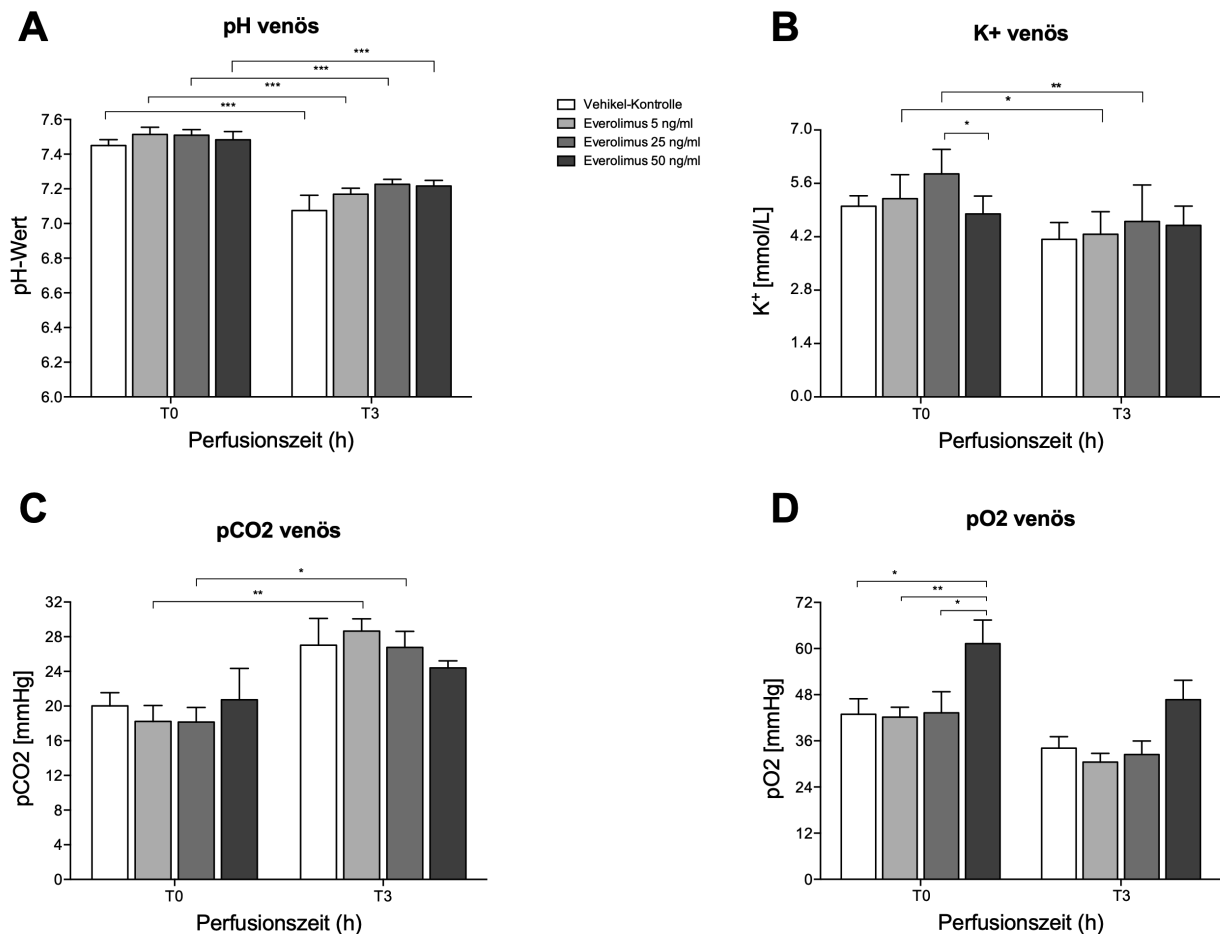 A
pH venös
***
***
***
***
pH-Wert
7.6
7.4
7.2
7.0
6.8
6.6
6.4
6.2
6.0
T0
T3
Perfusionszeit (h)
Vehikel-Kontrolle
Everolimus 5 ng/ml
Everolimus 25 ng/ml
Everolimus 50 ng/ml
B
K+ venös
**
*
*
K⁺ [mmol/L]
7.0
5.6
4.2
2.8
1.4
0.0
T0
T3
Perfusionszeit (h)
C
pCO2 venös
*
**
pCO2 [mmHg]
32
28
24
20
16
12
8
4
0
T0
T3
Perfusionszeit (h)
D
pO2 venös
*
**
*
pO2 [mmHg]
72
60
48
36
24
12
0
T0
T3
Perfusionszeit (h)